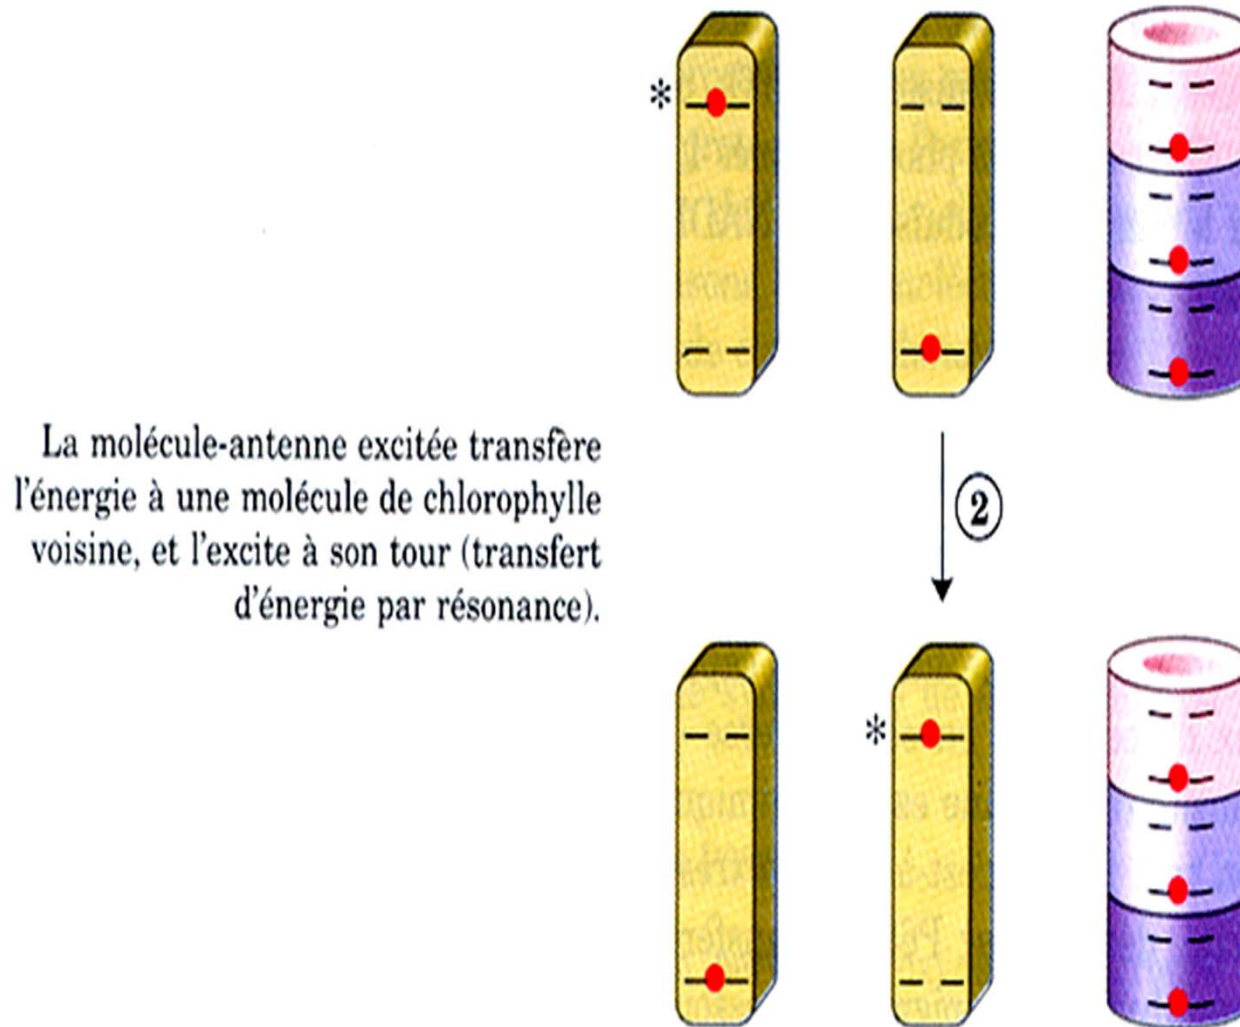 *
La molécule-antenne excitée transfère
l'énergie à une molécule de chlorophylle
voisine, et l'excite à son tour (transfert
d'énergie par résonance).
2
*